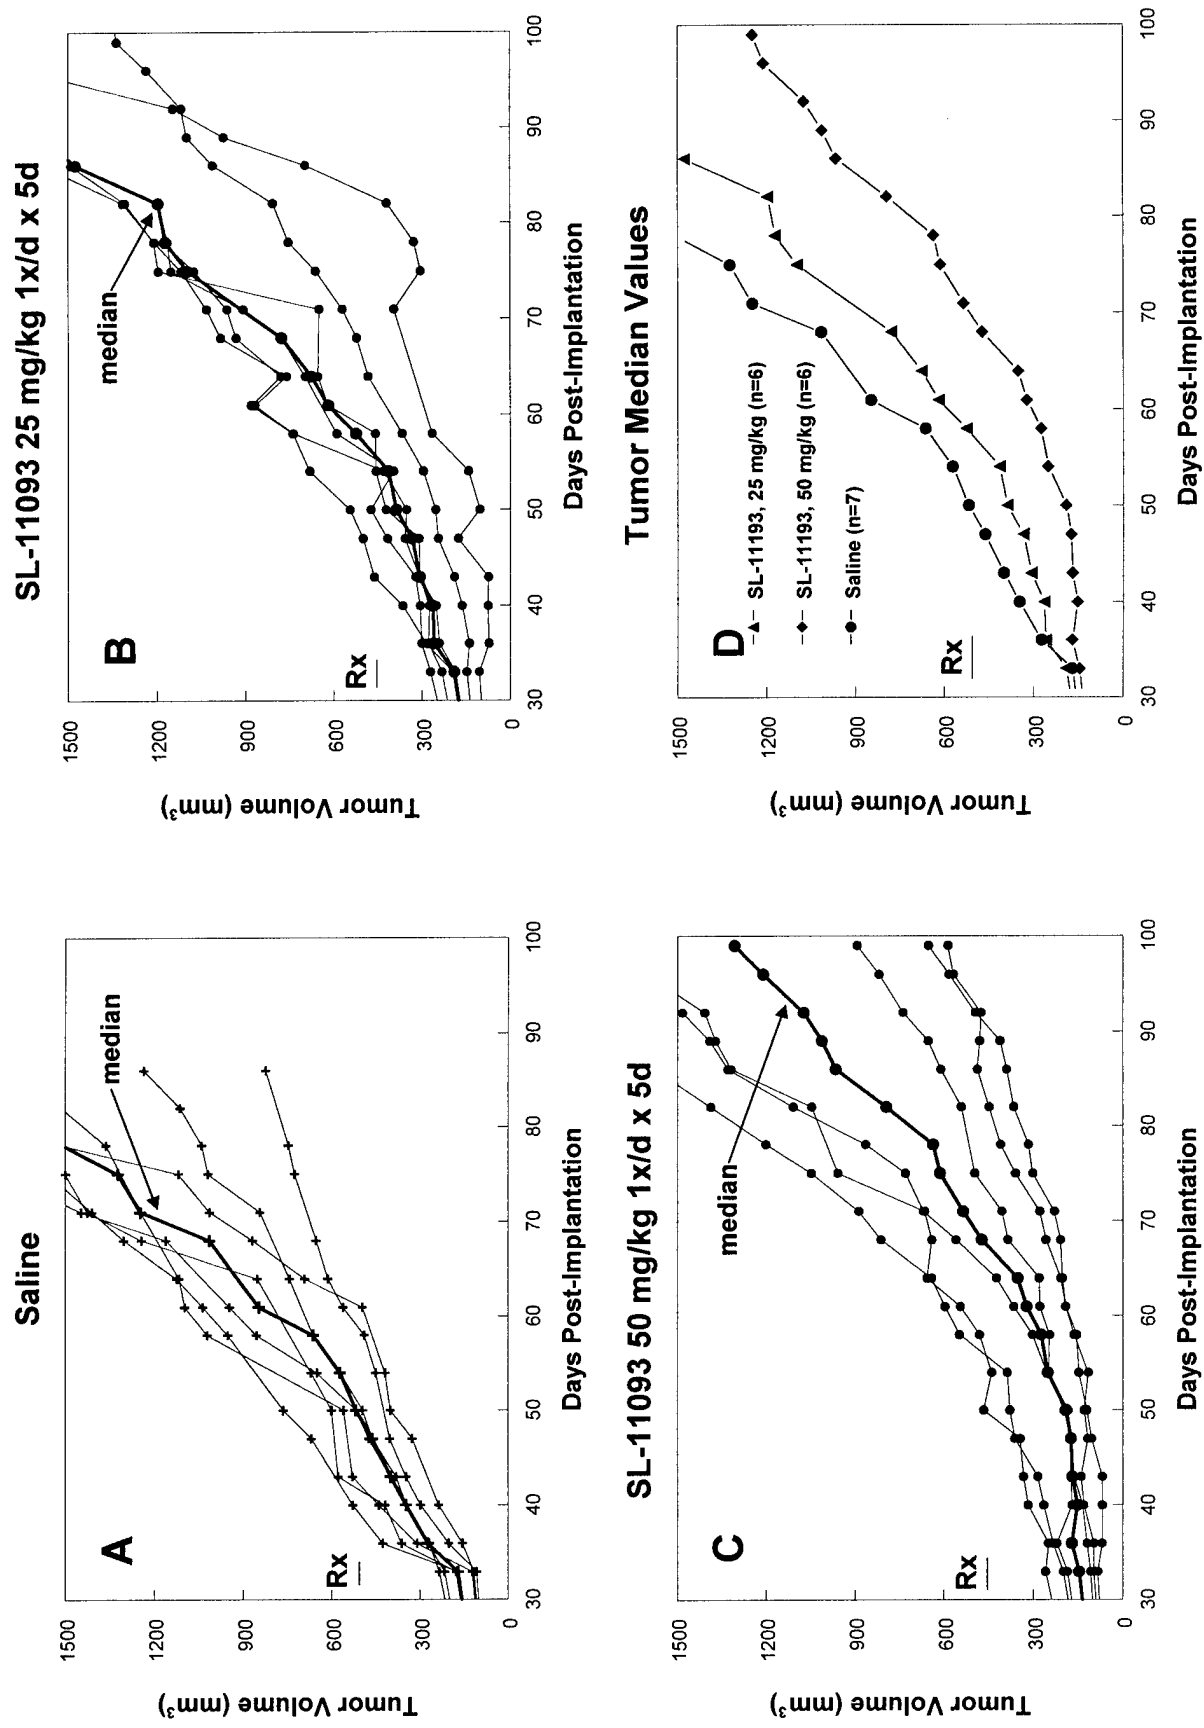 Saline
A
median
Rx
1500
1200
900
600
300
0
30
40
50
60
70
80
90
100
Tumor Volume (mm³)
Days Post-Implantation
SL-11093 25 mg/kg 1x/d x 5d
B
median
Rx
1500
1200
900
600
300
0
30
40
50
60
70
80
90
100
Tumor Volume (mm³)
Days Post-Implantation
SL-11093 50 mg/kg 1x/d x 5d
C
median
Rx
1500
1200
900
600
300
0
30
40
50
60
70
80
90
100
Tumor Volume (mm³)
Days Post-Implantation
Tumor Median Values
D
SL-11193, 25 mg/kg (n=6)
SL-11193, 50 mg/kg (n=6)
Saline (n=7)
Rx
1500
1200
900
600
300
0
30
40
50
60
70
80
90
100
Tumor Volume (mm³)
Days Post-Implantation